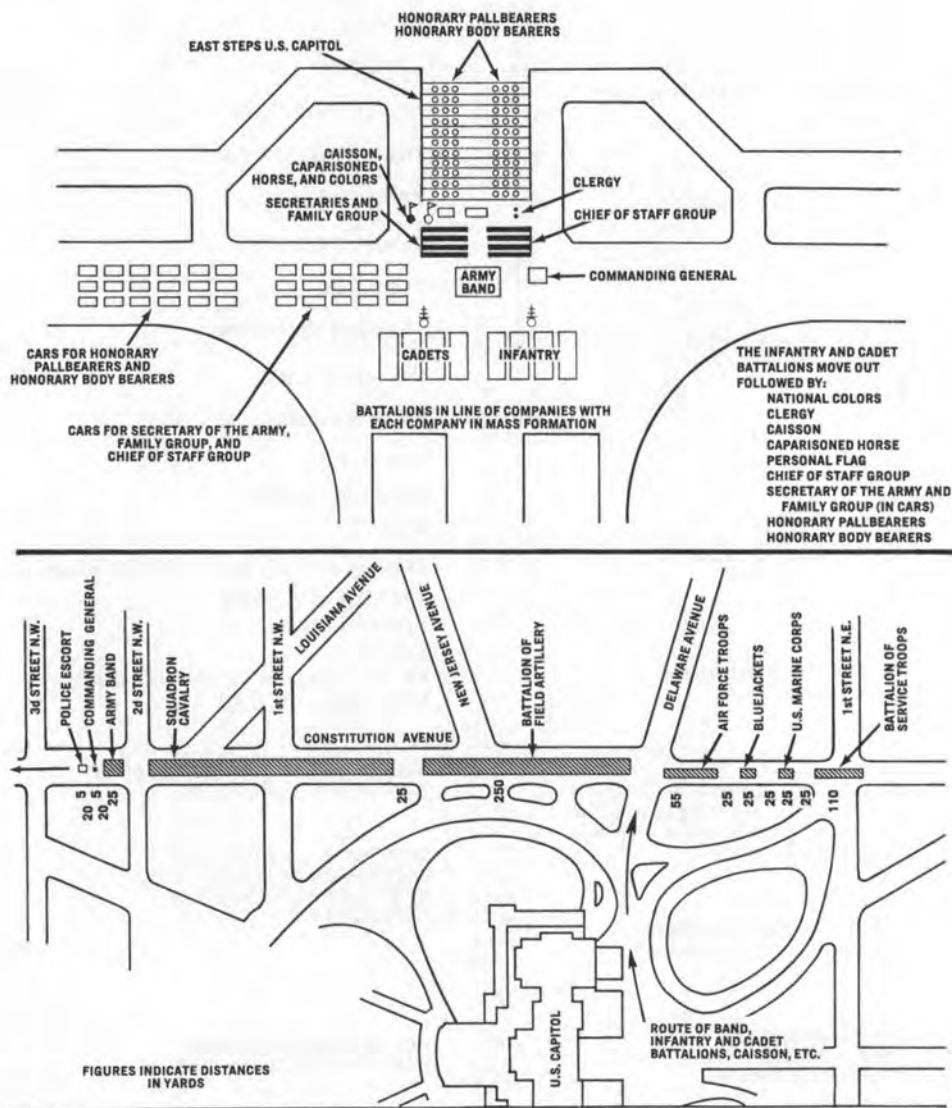 HONORARY PALLBEARERS
HONORARY BODY BEARERS
EAST STEPS U.S. CAPITOL
CAISSON,
CAPARISONED
HORSE, AND COLORS
CLERGY
SECRETARIES AND
FAMILY GROUP
CHIEF OF STAFF GROUP
ARMY
BAND
COMMANDING GENERAL
CADETS
INFANTRY
CARS FOR HONORARY
PALLBEARERS AND
HONORARY BODY BEARERS
CARS FOR SECRETARY OF THE ARMY,
FAMILY GROUP, AND
CHIEF OF STAFF GROUP
BATTALIONS IN LINE OF COMPANIES WITH
EACH COMPANY IN MASS FORMATION
THE INFANTRY AND CADET
BATTALIONS MOVE OUT
FOLLOWED BY:
NATIONAL COLORS
CLERGY
CAISSON
CAPARISONED HORSE
PERSONAL FLAG
CHIEF OF STAFF GROUP
SECRETARY OF THE ARMY AND
FAMILY GROUP (IN CARS)
HONORARY PALLBEARERS
HONORARY BODY BEARERS
3d STREET N.W.
POLICE ESCORT
COMMANDING GENERAL
ARMY BAND
2d STREET N.W.
SQUADRON
CAVALRY
1st STREET N.W.
LOUISIANA AVENUE
NEW JERSEY AVENUE
BATTALION OF
FIELD ARTILLERY
DELAWARE AVENUE
AIR FORCE TROOPS
BLUEJACKETS
U.S. MARINE CORPS
1st STREET N.E.
BATTALION OF
SERVICE TROOPS
CONSTITUTION AVENUE
5
20
5
20
25
25
250
55
25
25
25
25
25
110
U.S. CAPITOL
ROUTE OF BAND,
INFANTRY AND CADET
BATTALIONS, CAISSON, ETC.
FIGURES INDICATE DISTANCES
IN YARDS